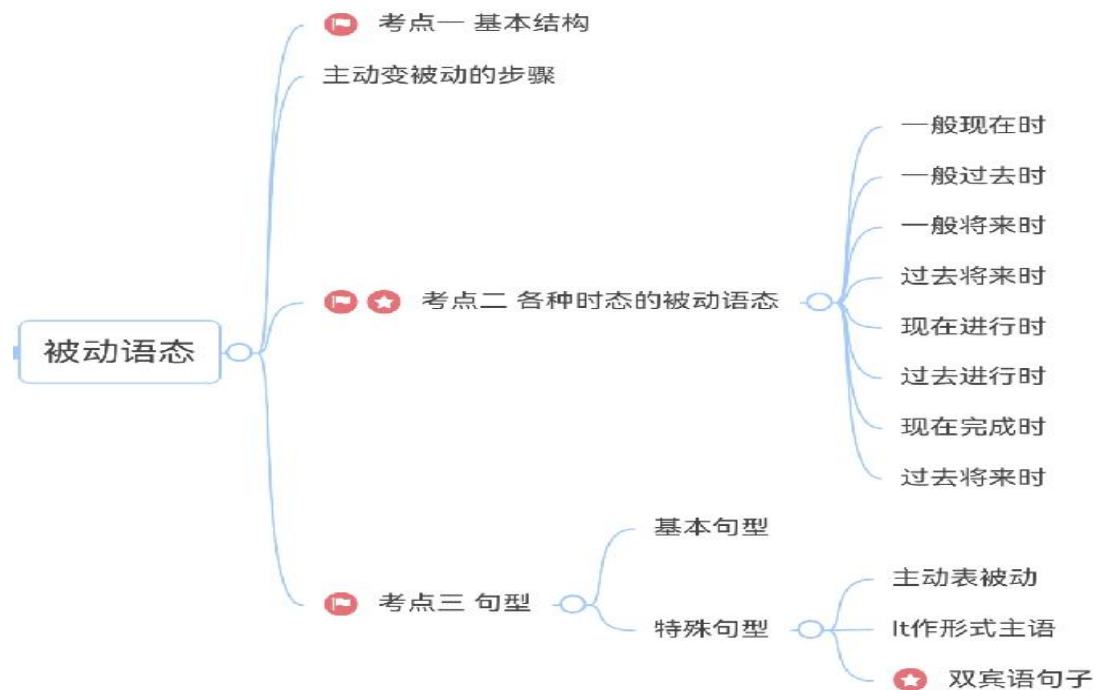 考点一 基本结构
主动变被动的步骤
一般现在时
一般过去时
一般将来时
过去将来时
考点二 各种时态的被动语态
现在进行时
被动语态
过去进行时
现在完成时
过去将来时
基本句型
主动表被动
考点三 句型
特殊句型
It作形式主语
双宾语句子